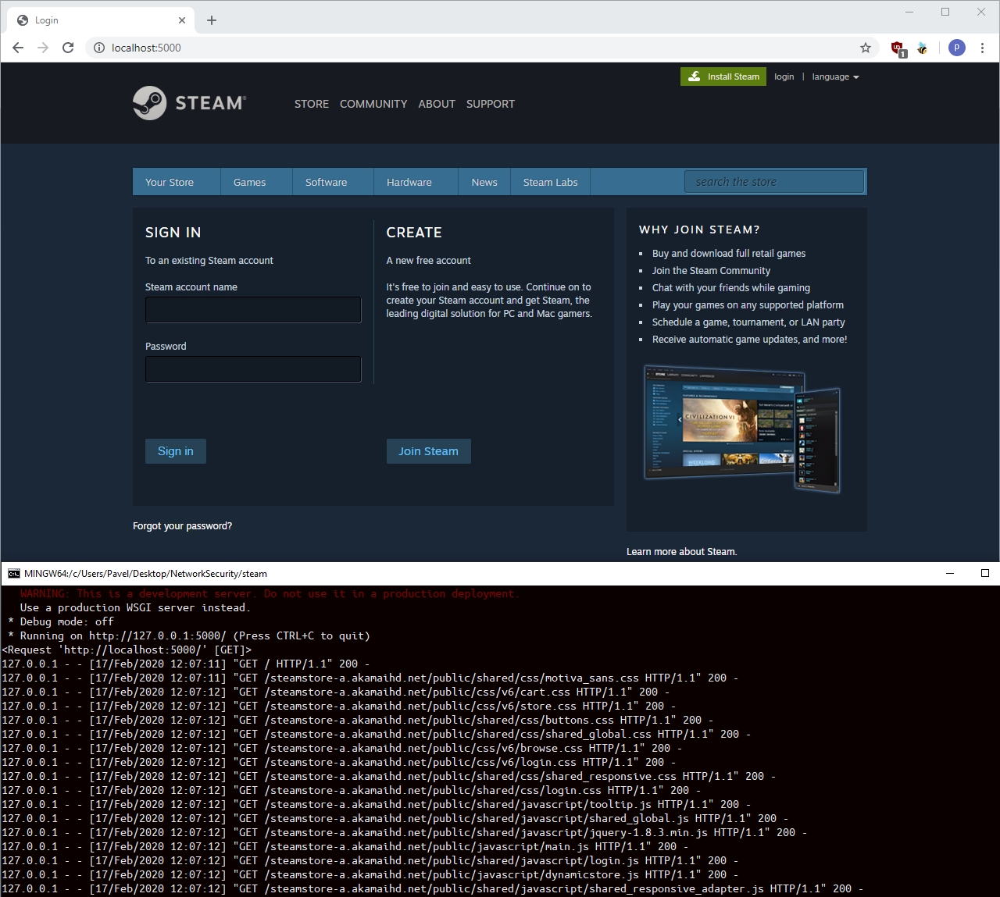 Login
localhost:5000
1
p
Install Steam
login | language
STEAM®
STORE COMMUNITY ABOUT SUPPORT
Your Store Games Software Hardware News Steam Labs search the store
SIGN IN
To an existing Steam account
Steam account name
Password
Sign in
CREATE
A new free account
It's free to join and easy to use. Continue on to
create your Steam account and get Steam, the
leading digital solution for PC and Mac gamers.
Join Steam
WHY JOIN STEAM?
Buy and download full retail games
Join the Steam Community
Chat with your friends while gaming
Play your games on any supported platform
Schedule a game, tournament, or LAN party
Receive automatic game updates, and more!
STORE LIBRARY COMMUNITY
CIVILIZATION VI
Forgot your password?
Learn more about Steam.
MINGW64:/c/Users/Pavel/Desktop/NetworkSecurity/steam
WARNING: This is a development server. Do not use it in a production deployment.
Use a production WSGI server instead.
* Debug mode: off
* Running on http://127.0.0.1:5000/ (Press CTRL+C to quit)
<Request 'http://localhost:5000/' [GET]>
127.0.0.1 - - [17/Feb/2020 12:07:11] "GET / HTTP/1.1" 200 -
127.0.0.1 - - [17/Feb/2020 12:07:11] "GET /steamstore-a.akamaihd.net/public/shared/css/motiva_sans.css HTTP/1.1" 200 -
127.0.0.1 - - [17/Feb/2020 12:07:12] "GET /steamstore-a.akamaihd.net/public/css/v6/cart.css HTTP/1.1" 200 -
127.0.0.1 - - [17/Feb/2020 12:07:12] "GET /steamstore-a.akamaihd.net/public/css/v6/store.css HTTP/1.1" 200 -
127.0.0.1 - - [17/Feb/2020 12:07:12] "GET /steamstore-a.akamaihd.net/public/shared/css/buttons.css HTTP/1.1" 200 -
127.0.0.1 - - [17/Feb/2020 12:07:12] "GET /steamstore-a.akamaihd.net/public/shared/css/shared_global.css HTTP/1.1" 200 -
127.0.0.1 - - [17/Feb/2020 12:07:12] "GET /steamstore-a.akamaihd.net/public/css/v6/browse.css HTTP/1.1" 200 -
127.0.0.1 - - [17/Feb/2020 12:07:12] "GET /steamstore-a.akamaihd.net/public/css/v6/login.css HTTP/1.1" 200 -
127.0.0.1 - - [17/Feb/2020 12:07:12] "GET /steamstore-a.akamaihd.net/public/shared/css/shared_responsive.css HTTP/1.1" 200 -
127.0.0.1 - - [17/Feb/2020 12:07:12] "GET /steamstore-a.akamaihd.net/public/shared/css/login.css HTTP/1.1" 200 -
127.0.0.1 - - [17/Feb/2020 12:07:12] "GET /steamstore-a.akamaihd.net/public/shared/javascript/tooltip.js HTTP/1.1" 200 -
127.0.0.1 - - [17/Feb/2020 12:07:12] "GET /steamstore-a.akamaihd.net/public/shared/javascript/shared_global.js HTTP/1.1" 200 -
127.0.0.1 - - [17/Feb/2020 12:07:12] "GET /steamstore-a.akamaihd.net/public/shared/javascript/jquery-1.8.3.min.js HTTP/1.1" 200 -
127.0.0.1 - - [17/Feb/2020 12:07:12] "GET /steamstore-a.akamaihd.net/public/javascript/main.js HTTP/1.1" 200 -
127.0.0.1 - - [17/Feb/2020 12:07:12] "GET /steamstore-a.akamaihd.net/public/shared/javascript/login.js HTTP/1.1" 200 -
127.0.0.1 - - [17/Feb/2020 12:07:12] "GET /steamstore-a.akamaihd.net/public/javascript/dynamicstore.js HTTP/1.1" 200 -
127.0.0.1 - - [17/Feb/2020 12:07:12] "GET /steamstore-a.akamaihd.net/public/shared/javascript/shared_responsive_adapter.js HTTP/1.1" 200 -